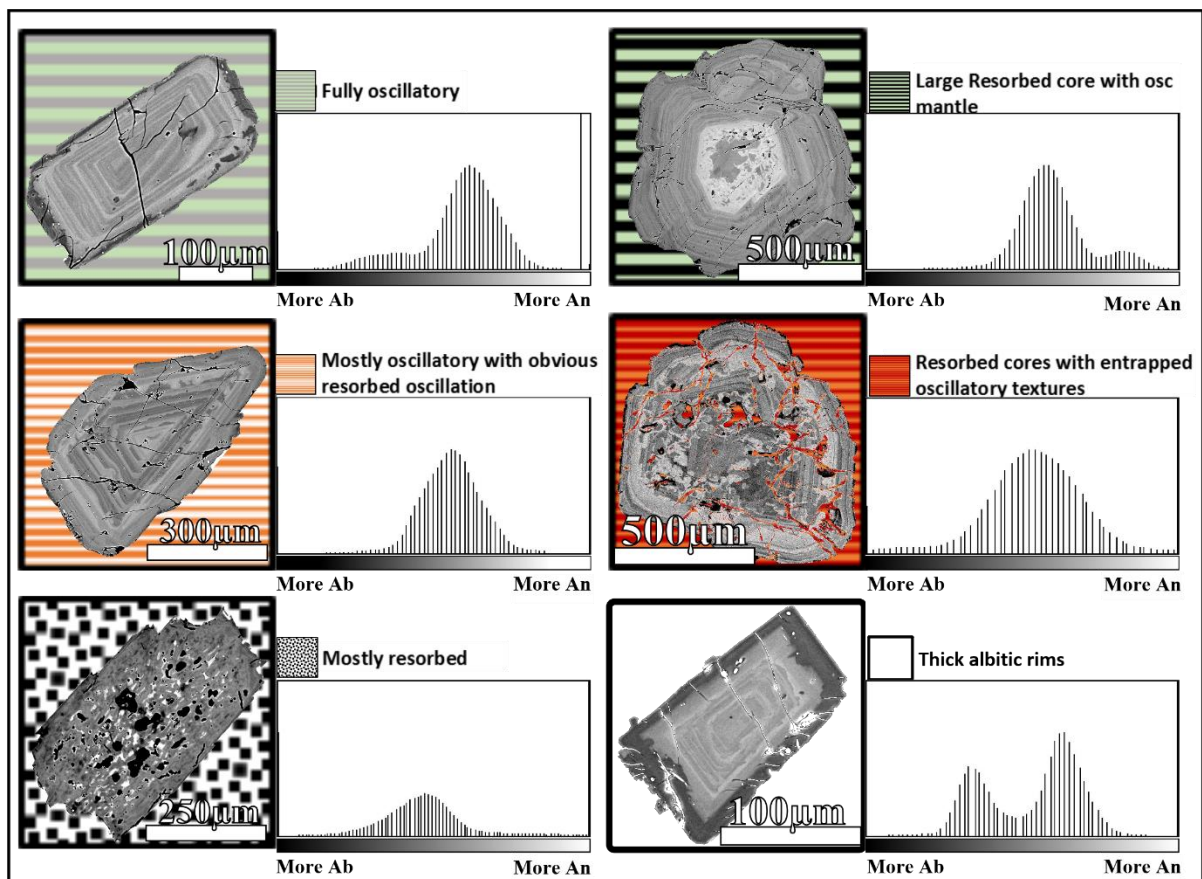 Fully oscillatory
100µm
More Ab
More An
Large Resorbed core with osc
mantle
500µm
More Ab
More An
Mostly oscillatory with obvious
resorbed oscillation
300µm
More Ab
More An
Resorbed cores with entrapped
oscillatory textures
500µm
More Ab
More An
Mostly resorbed
250µm
More Ab
More An
Thick albitic rims
100µm
More Ab
More An